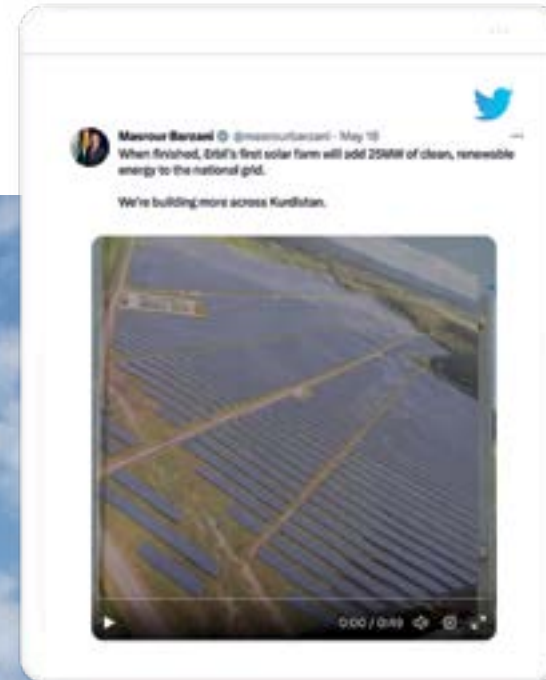 Masrour Barzani @masrourbarzani · May 18
When finished, Erbil's first solar farm will add 25MW of clean, renewable
energy to the national grid.
We're building more across Kurdistan.
0:00 / 0:49